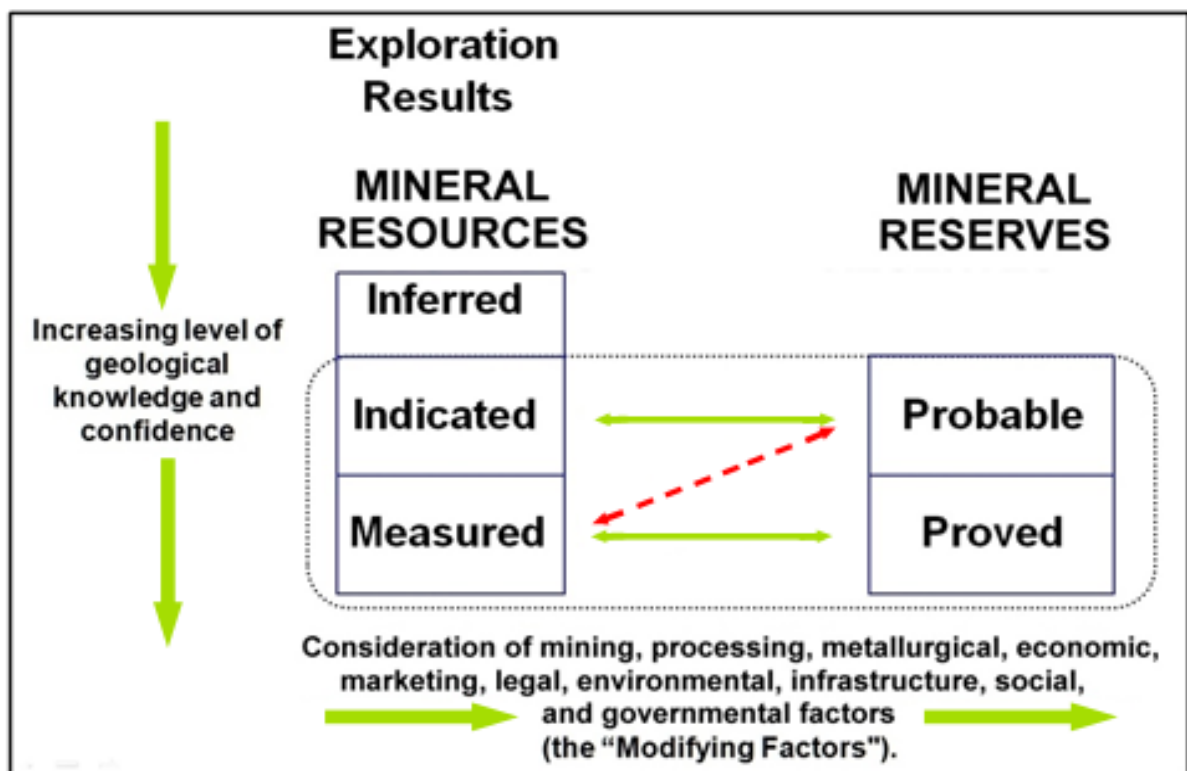 Exploration
Results
MINERAL
RESOURCES
MINERAL
RESERVES
Inferred
Increasing level of
geological
knowledge and
confidence
Indicated
Probable
Measured
Proved
Consideration of mining, processing, metallurgical, economic,
marketing, legal, environmental, infrastructure, social,
and governmental factors
(the “Modifying Factors").